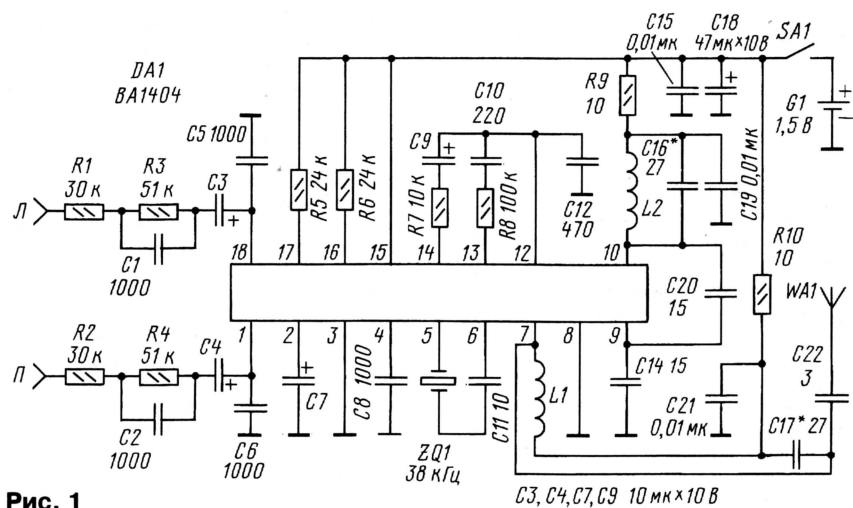 C15
0,01мк
C18
47мк×10В
SA1
DA1
BA1404
C10
220
R9
10
G1
1,5 В
+
C5 1000
C9
+
C16*
27
C19 0,01 мк
R1
30 к
R3
51 к
C3
+
R5 24 к
R6 24 к
R7 10 к
R8 100 к
C12
470
L2
Л
C1
1000
R10
10
18
17
16
15
14
13
12
10
C20
15
WA1
1
2
3
4
5
6
7
8
9
R2
30 к
R4
51 к
C4
+
П
C2
1000
C6
1000
C7
+
C8 1000
ZQ1
38 кГц
C11 10
L1
C14 15
C21
0,01 мк
C22
3
C17* 27
C3, C4, C7, C9 10 мк×10 В
Рис. 1